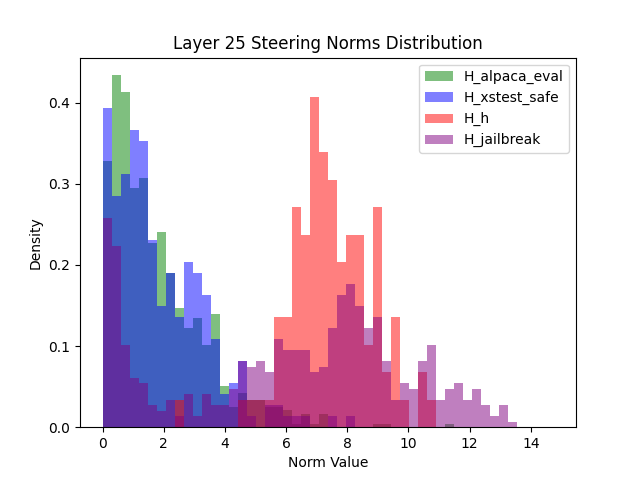 Layer 25 Steering Norms Distribution
H_alpaca_eval
H_xstest_safe
H_h
H_jailbreak
Density
0.4
0.3
0.2
0.1
0.0
0 2 4 6 8 10 12 14
Norm Value